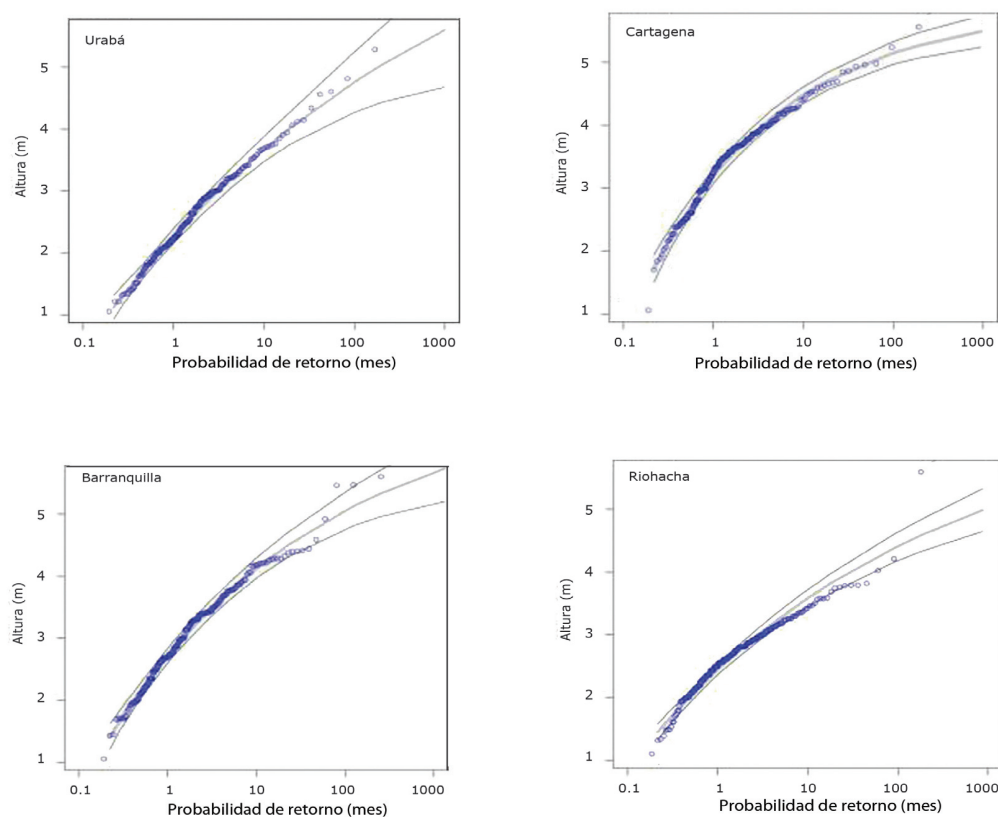 Urabá
Altura (m)
5
4
3
2
1
0.1 1 10 100 1000
Probabilidad de retorno (mes)
Cartagena
Altura (m)
5
4
3
2
1
0.1 1 10 100 1000
Probabilidad de retorno (mes)
Barranquilla
Altura (m)
5
4
3
2
1
0.1 1 10 100 1000
Probabilidad de retorno (mes)
Riohacha
Altura (m)
5
4
3
2
1
0.1 1 10 100 1000
Probabilidad de retorno (mes)